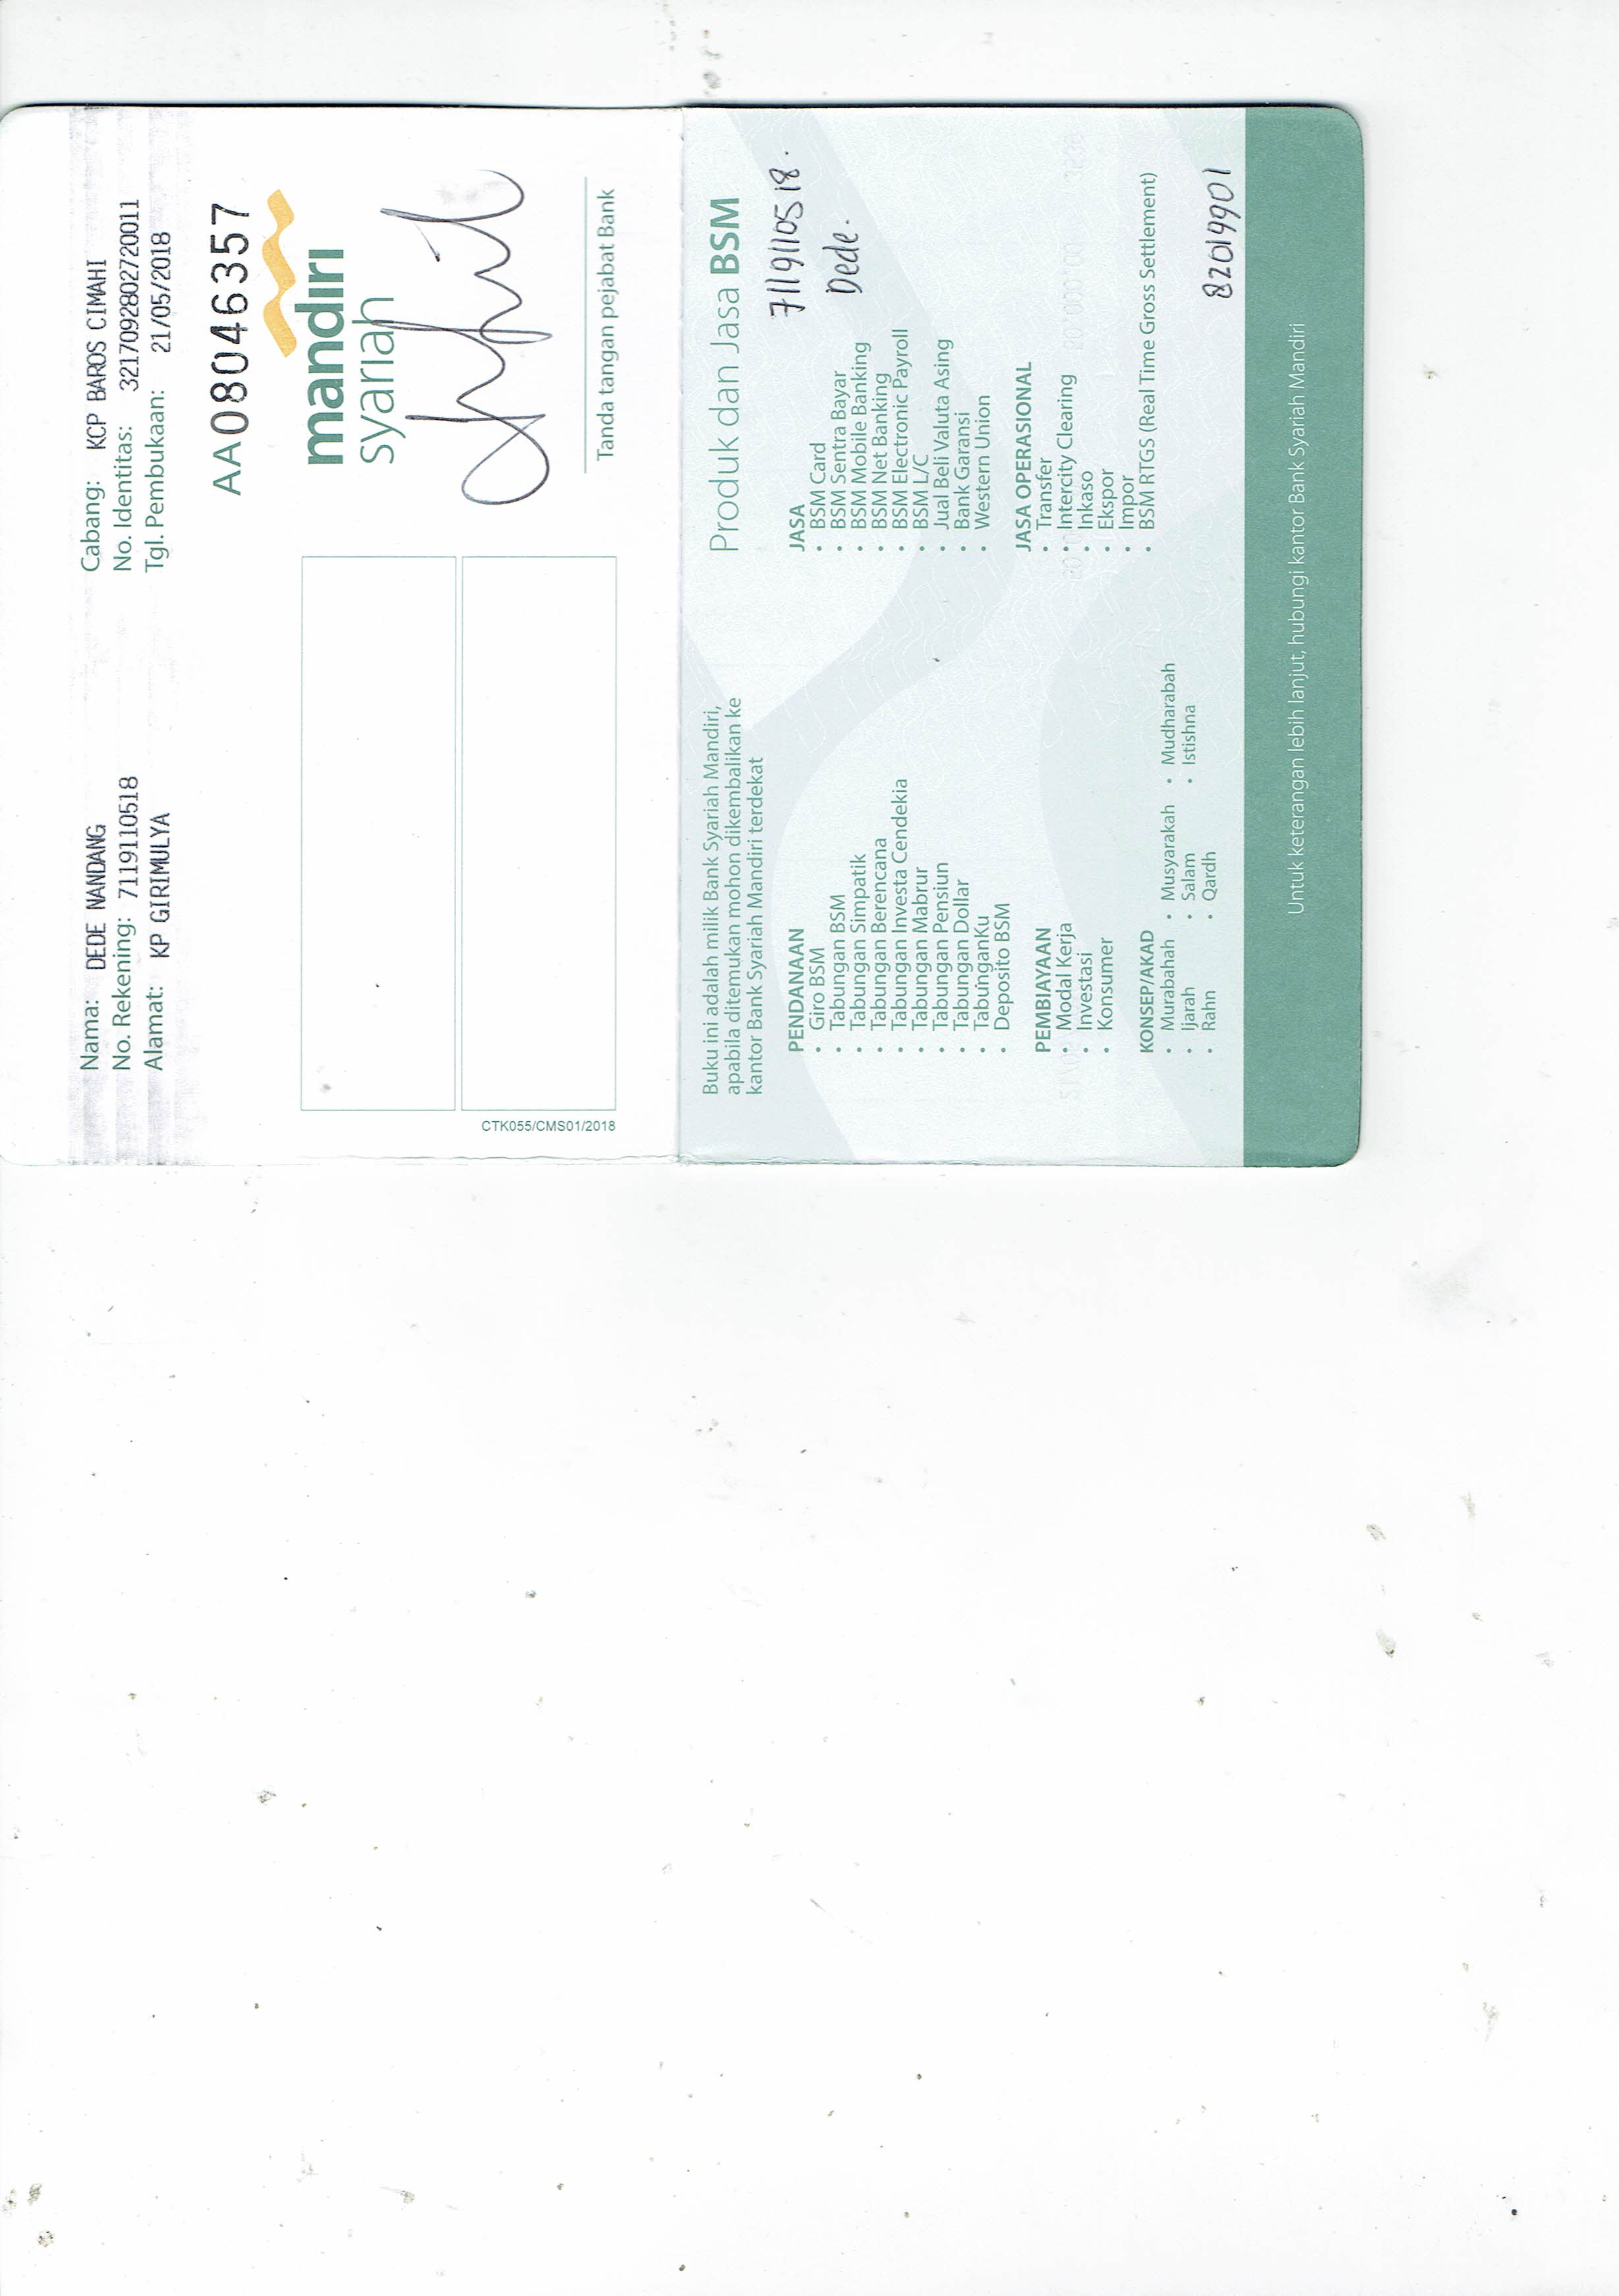 Nama: DEDE NANDANG
No. Rekening: 7119110518
Alamat: KP GIRIMULYA
Cabang: KCP BAROS CIMAHI
No. Identitas: 3217092802720011
Tgl. Pembukaan: 21/05/2018
AA0804357
mandiri
syariah
Tanda tangan pejabat Bank
CTK055/CMS01/2018
Buku ini adalah milik Bank Syariah Mandiri,
apabila ditemukan mohon dikembalikan ke
kantor Bank Syariah Mandiri terdekat
Produk dan Jasa BSM
7119110518.
Dede.
PENDANAAN
• Giro BSM
• Tabungan BSM
• Tabungan Simpatik
• Tabungan Berencana
• Tabungan Investa Cendekia
• Tabungan Mabrur
• Tabungan Pensiun
• Tabungan Dollar
• TabunganKu
• Deposito BSM
PEMBIAYAAN
• Modal Kerja
• Investasi
• Konsumer
KONSEP/AKAD
• Murabahah • Musyarakah • Mudharabah
• Ijarah • Salam • Istishna
• Rahn • Qardh
JASA
• BSM Card
• BSM Sentra Bayar
• BSM Mobile Banking
• BSM Net Banking
• BSM Electronic Payroll
• BSM L/C
• Jual Beli Valuta Asing
• Bank Garansi
• Western Union
JASA OPERASIONAL
• Transfer
• Intercity Clearing
• Inkaso
• Ekspor
• Impor
• BSM RTGS (Real Time Gross Settlement)
82019901
Untuk keterangan lebih lanjut, hubungi kantor Bank Syariah Mandiri